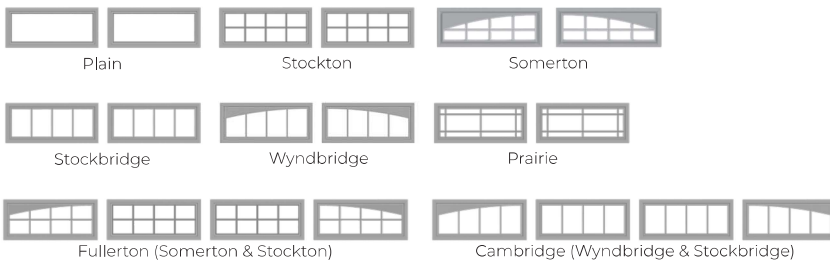 Plain
Stockton
Somerton
Stockbridge
Wyndbridge
Prairie
Fullerton (Somerton & Stockton)
Cambridge (Wyndbridge & Stockbridge)